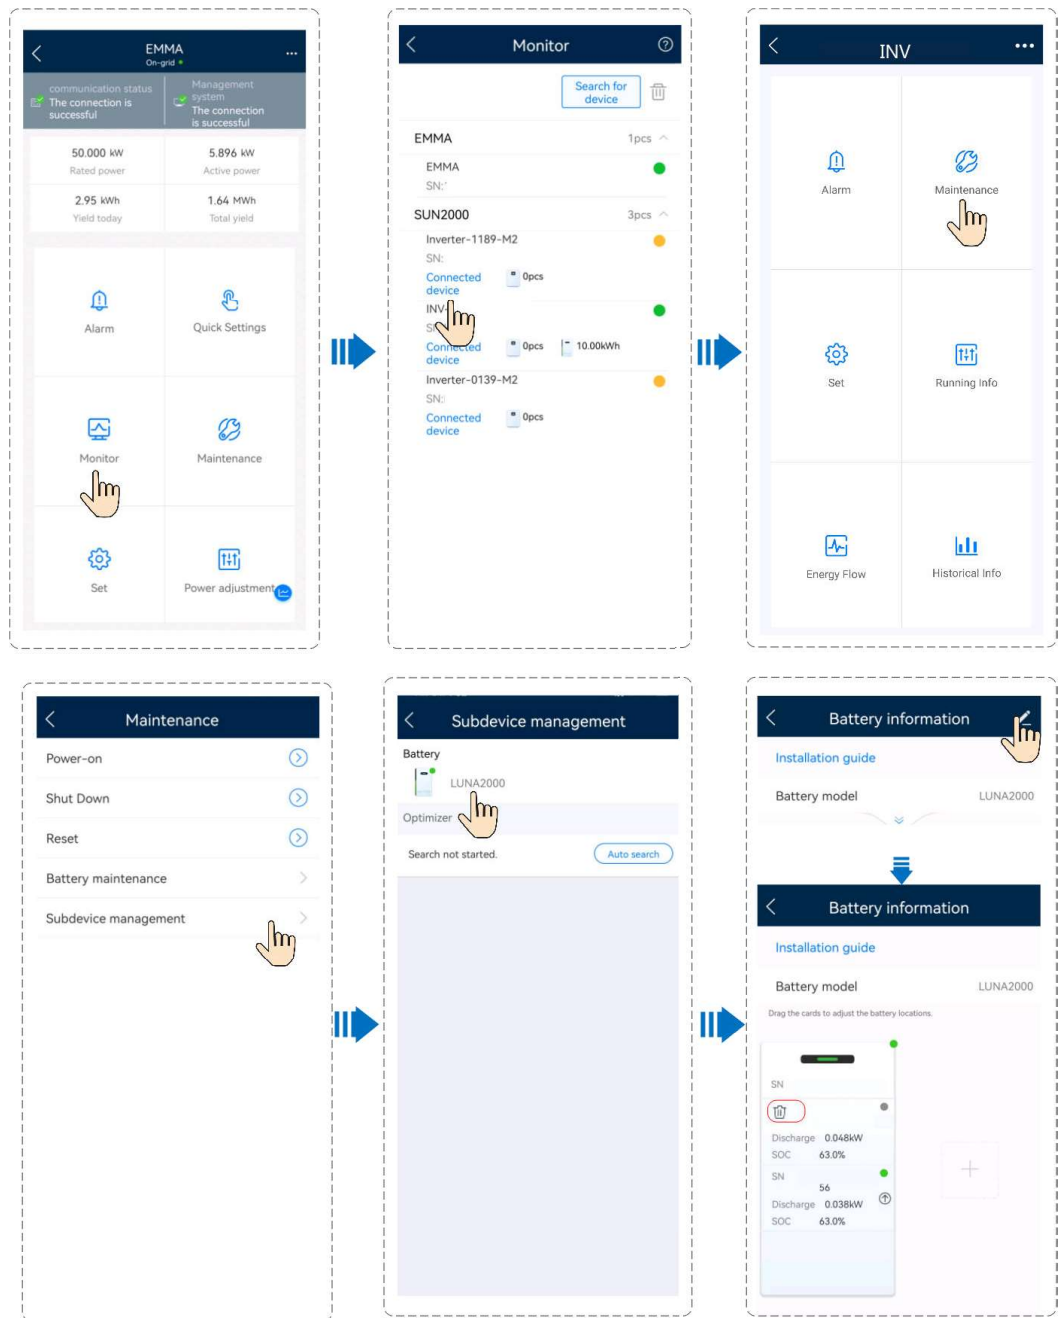 EMMA
On-grid
...
communication status
The connection is
successful
Management
system
The connection
is successful
50.000 kW
Rated power
5.896 kW
Active power
2.95 kWh
Yield today
1.64 MWh
Total yield
Alarm
Quick Settings
Monitor
Maintenance
Set
Power adjustment
Monitor
Search for
device
EMMA 1pcs
EMMA
SN:
SUN2000 3pcs
Inverter-1189-M2
SN:
Connected
device
0pcs
INV-
Connected
device
0pcs
10.00kWh
Inverter-0139-M2
SN:
Connected
device
0pcs
INV
...
Alarm
Maintenance
Set
Running Info
Energy Flow
Historical Info
Maintenance
Power-on
Shut Down
Reset
Battery maintenance
Subdevice management
Subdevice management
Battery
LUNA2000
Optimizer
Search not started.
Auto search
Battery information
Installation guide
Battery model LUNA2000
Battery information
Installation guide
Battery model LUNA2000
Drag the cards to adjust the battery locations.
SN
Discharge 0.048kW
SOC 63.0%
SN
56
Discharge 0.038kW
SOC 63.0%